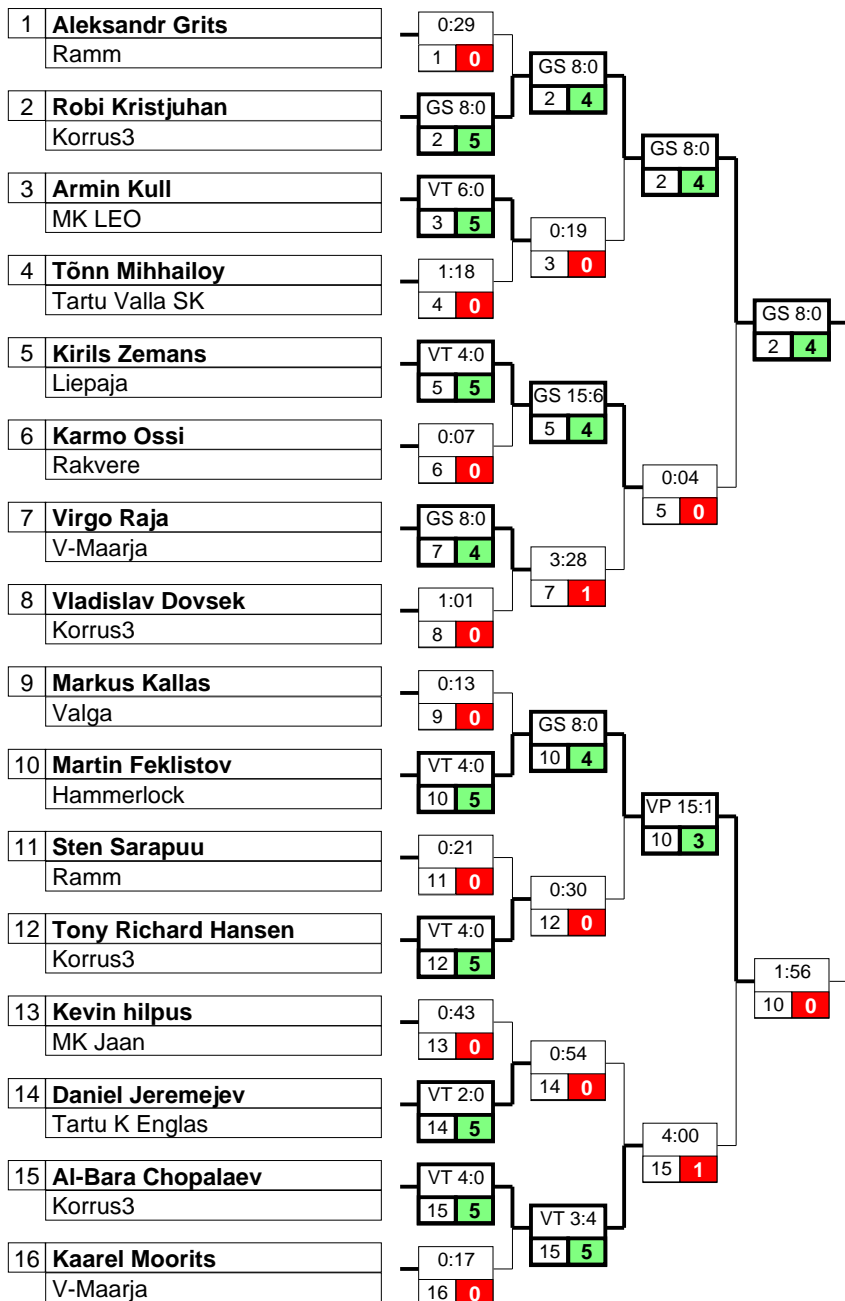 1 Aleksandr Grits 0:29
Ramm 1 0
GS 8:0
2 4
2 Robi Kristjuhan GS 8:0
Korrus3 2 5
GS 8:0
2 4
3 Armin Kull VT 6:0
MK LEO 3 5
0:19
3 0
4 Tõnn Mihhailoy 1:18
Tartu Valla SK 4 0
GS 8:0
2 4
5 Kirils Zemans VT 4:0
Liepaja 5 5
GS 15:6
5 4
6 Karmo Ossi 0:07
Rakvere 6 0
0:04
5 0
7 Virgo Raja GS 8:0
V-Maarja 7 4
3:28
7 1
8 Vladislav Dovsek 1:01
Korrus3 8 0
9 Markus Kallas 0:13
Valga 9 0
GS 8:0
10 4
10 Martin Feklistov VT 4:0
Hammerlock 10 5
VP 15:1
10 3
11 Sten Sarapuu 0:21
Ramm 11 0
0:30
12 0
12 Tony Richard Hansen VT 4:0
Korrus3 12 5
1:56
10 0
13 Kevin hilpus 0:43
MK Jaan 13 0
0:54
14 0
14 Daniel Jeremejev VT 2:0
Tartu K Englas 14 5
4:00
15 1
15 Al-Bara Chopalaev VT 4:0
Korrus3 15 5
VT 3:4
15 5
16 Kaarel Moorits 0:17
V-Maarja 16 0